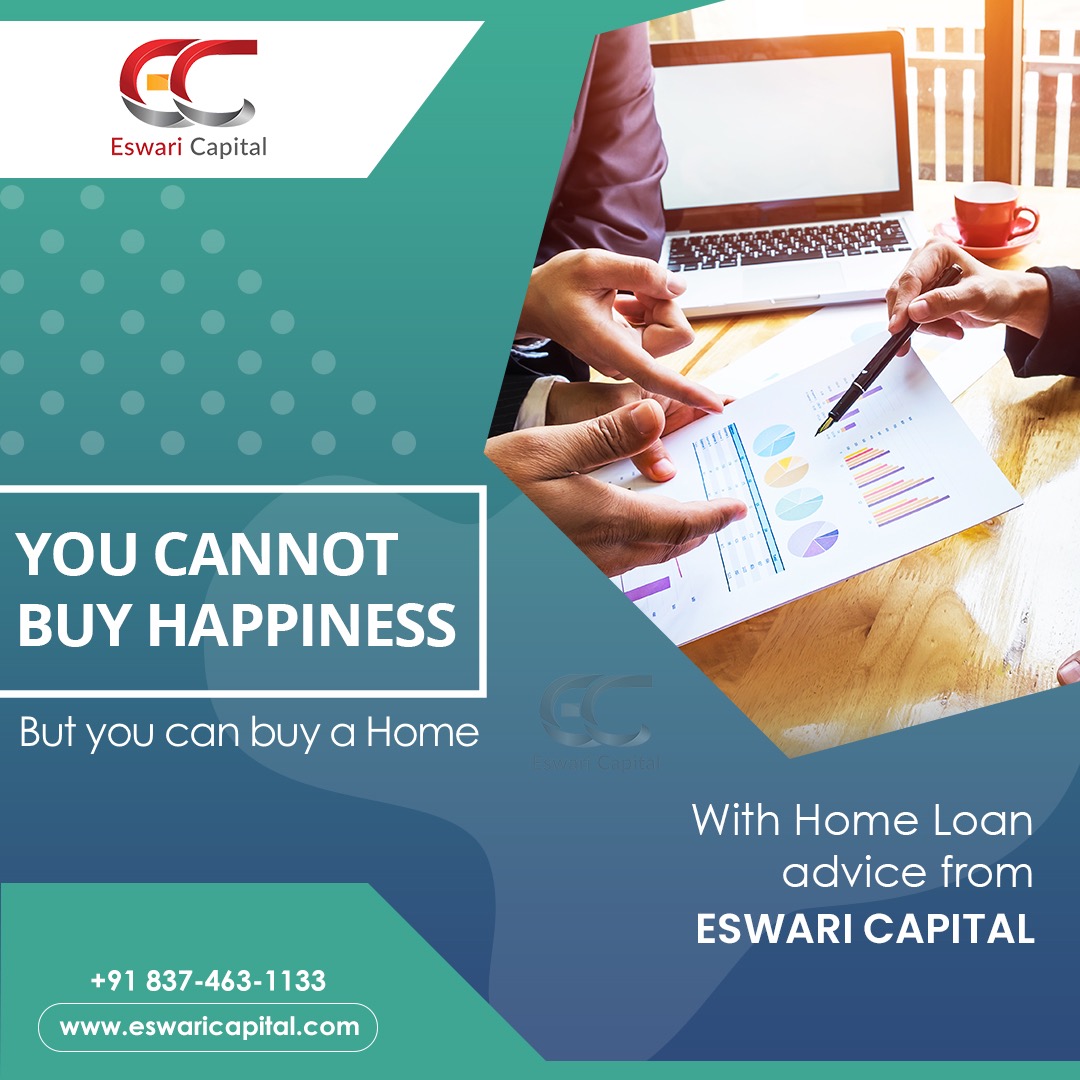 Eswari Capital
YOU CANNOT
BUY HAPPINESS
But you can buy a Home
Eswari Capital
With Home Loan
advice from
ESWARI CAPITAL
+91 837-463-1133
www.eswaricapital.com